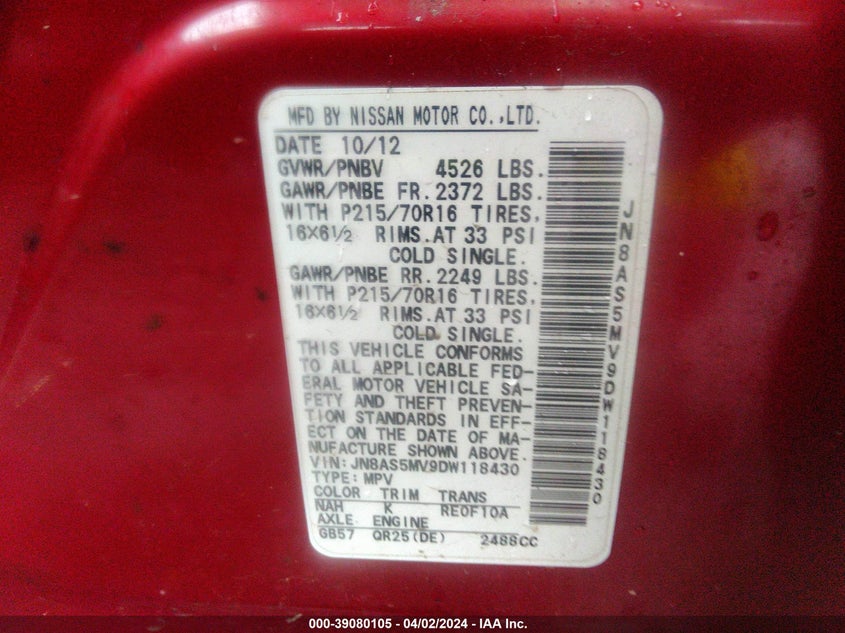 MFD BY NISSAN MOTOR CO.,LTD.
DATE 10/12
GVWR/PNBV 4526 LBS.
GAWR/PNBE FR.2372 LBS.
WITH P215/70R16 TIRES,
16X6½ RIMS.AT 33 PSI
COLD SINGLE.
GAWR/PNBE RR.2249 LBS.
WITH P215/70R16 TIRES,
16X6½ RIMS.AT 33 PSI
COLD SINGLE.
THIS VEHICLE CONFORMS
TO ALL APPLICABLE FED-
ERAL MOTOR VEHICLE SA-
FETY AND THEFT PREVEN-
TION STANDARDS IN EFF-
ECT ON THE DATE OF MA-
NUFACTURE SHOWN ABOVE.
VIN:JN8AS5MV9DW118430
TYPE:MPV
COLOR TRIM TRANS
NAH K RE0F10A
AXLE ENGINE
GB57 QR25(DE) 2488CC
JN8AS5MV9DW118430
000-39080105 - 04/02/2024 - IAA Inc.